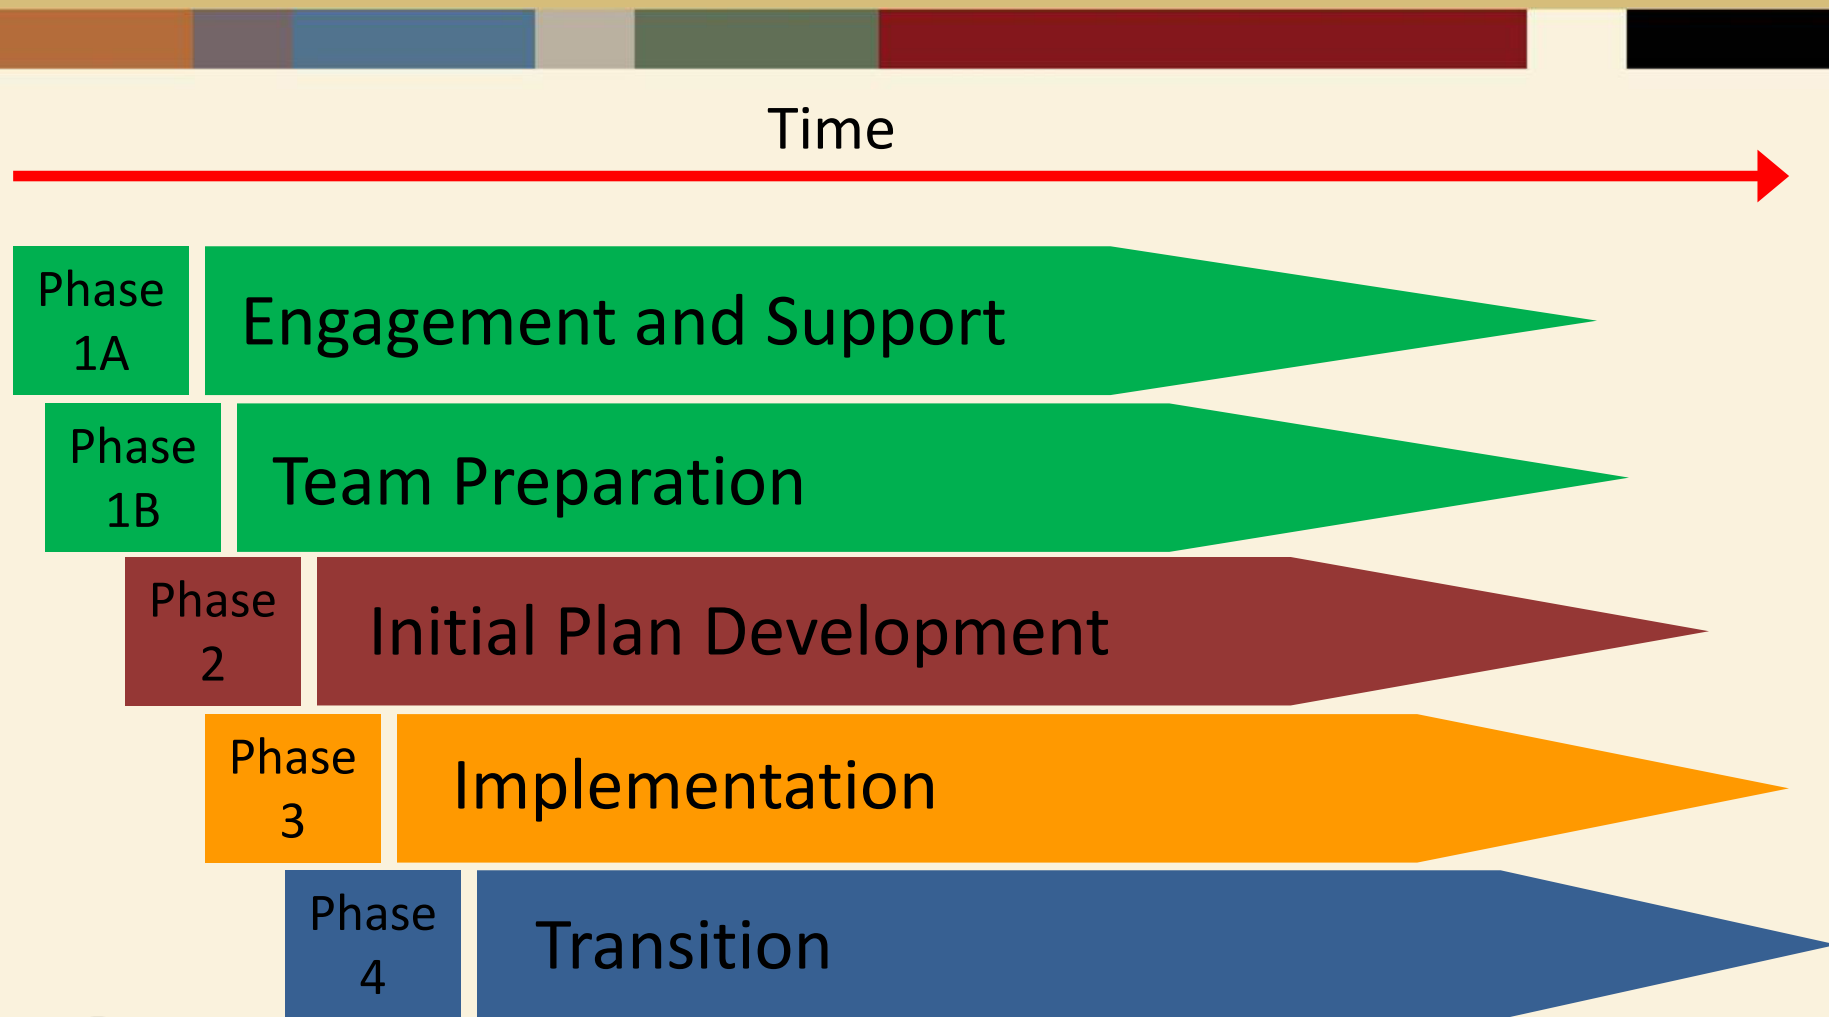 Time
Phase
1A
Engagement and Support
Phase
1B
Team Preparation
Phase
2
Initial Plan Development
Phase
3
Implementation
Phase
4
Transition